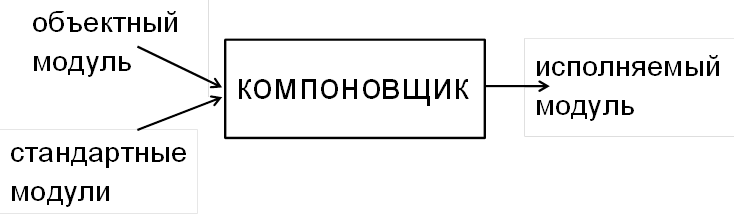 объектный
модуль
стандартные
модули
компоновщик
исполняемый
модуль